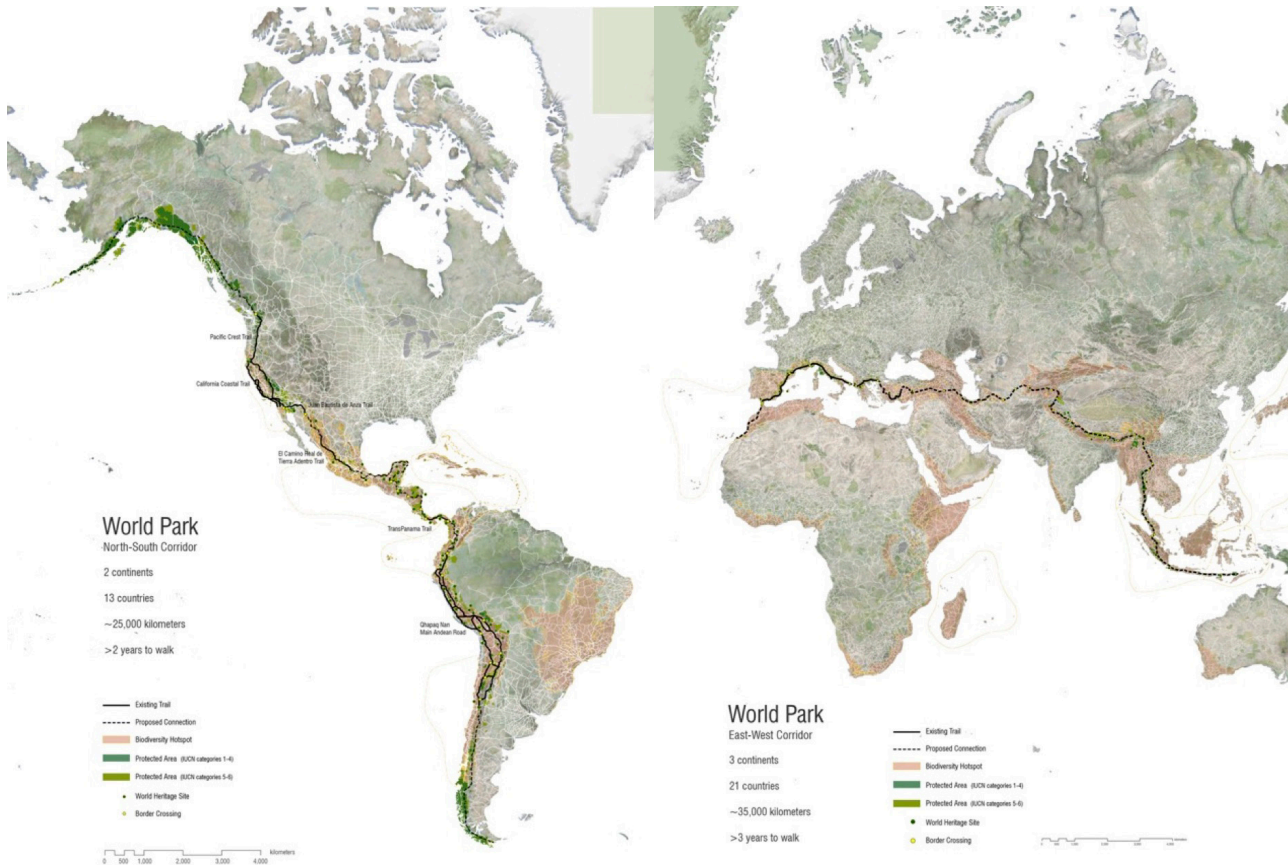 Pacific Crest Trail
California Coastal Trail
Juan Bautista de Anza Trail
El Camino Real de
Tierra Adentro Trail
TransPanama Trail
Qhapaq Nan
Main Andean Road
World Park
North-South Corridor
2 continents
13 countries
~25,000 kilometers
>2 years to walk
Existing Trail
Proposed Connection
Biodiversity Hotspot
Protected Area (IUCN categories 1-4)
Protected Area (IUCN categories 5-6)
World Heritage Site
Border Crossing
kilometers
0 500 1,000 2,000 3,000 4,000
World Park
East-West Corridor
3 continents
21 countries
~35,000 kilometers
>3 years to walk
Existing Trail
Proposed Connection
Biodiversity Hotspot
Protected Area (IUCN categories 1-4)
Protected Area (IUCN categories 5-6)
World Heritage Site
Border Crossing